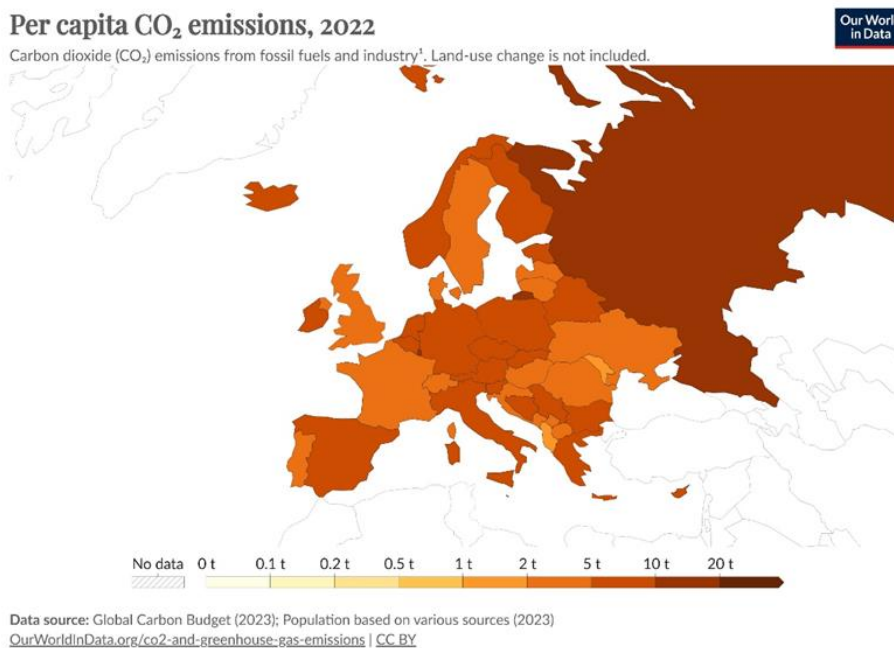 Per capita CO₂ emissions, 2022
Our World
in Data
Carbon dioxide (CO₂) emissions from fossil fuels and industry¹. Land-use change is not included.
No data 0 t 0.1 t 0.2 t 0.5 t 1 t 2 t 5 t 10 t 20 t
Data source: Global Carbon Budget (2023); Population based on various sources (2023)
OurWorldInData.org/co2-and-greenhouse-gas-emissions | CC BY